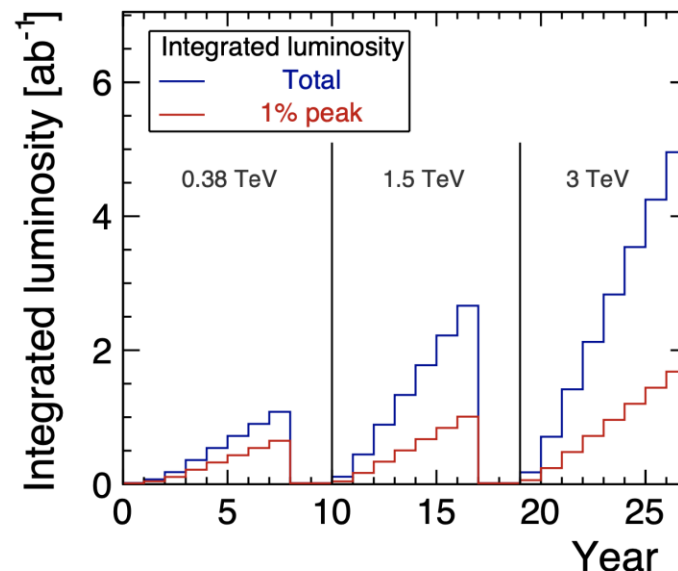 Integrated luminosity [ab⁻¹]
6
4
2
0
Integrated luminosity
Total
1% peak
0.38 TeV 1.5 TeV 3 TeV
0 5 10 15 20 25
Year